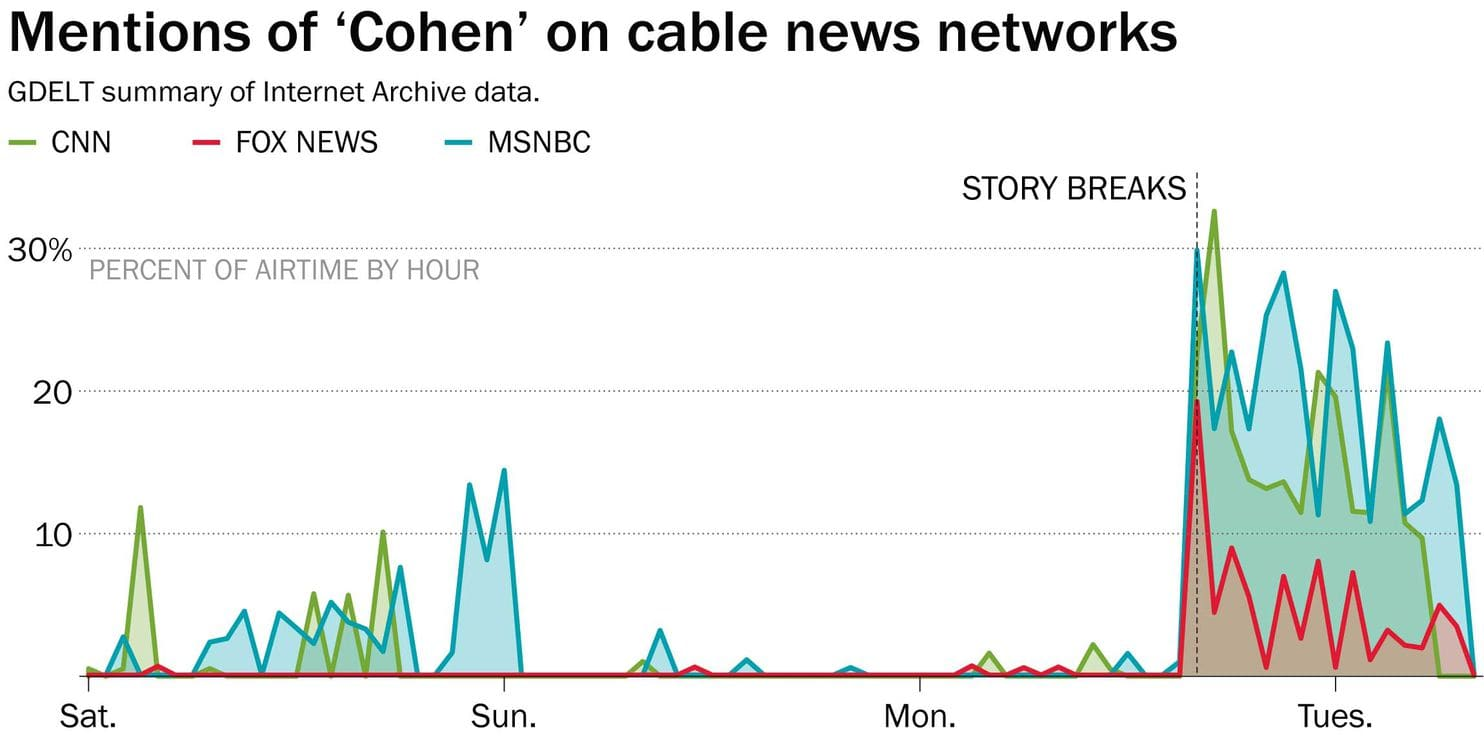 Mentions of ‘Cohen’ on cable news networks
GDELT summary of Internet Archive data.
CNN FOX NEWS MSNBC
STORY BREAKS
30%
PERCENT OF AIRTIME BY HOUR
20
10
Sat. Sun. Mon. Tues.